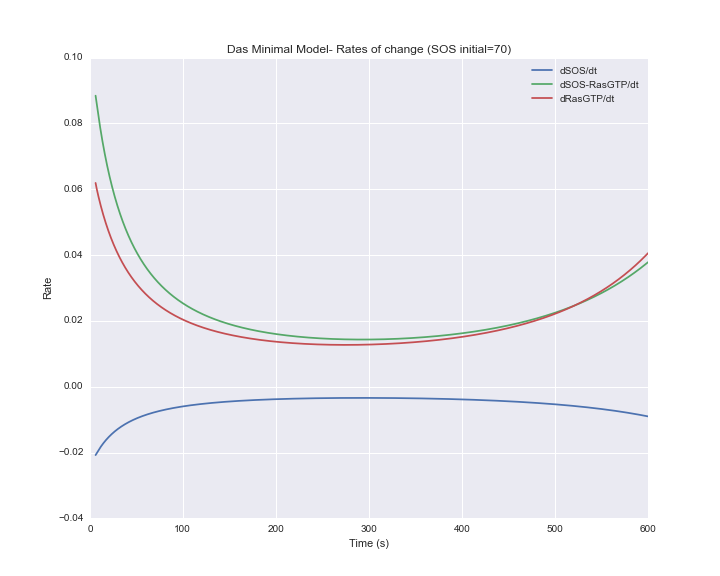 Das Minimal Model- Rates of change (SOS initial=70)
dSOS/dt
dSOS-RasGTP/dt
dRasGTP/dt
0.10
0.08
0.06
0.04
0.02
0.00
−0.02
−0.04
Rate
0 100 200 300 400 500 600
Time (s)